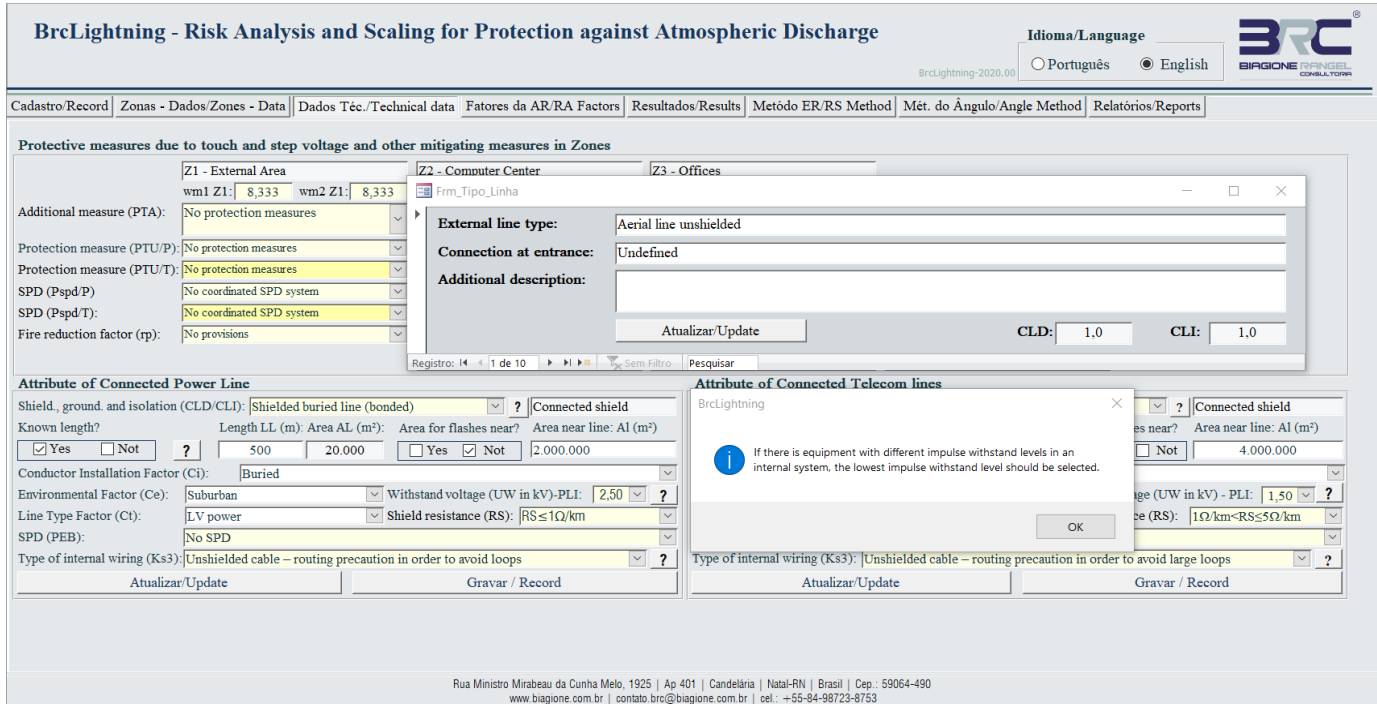 BrcLightning - Risk Analysis and Scaling for Protection against Atmospheric Discharge
BrcLightning-2020.00
Idioma/Language
Português English
BRC ®
BIAGIONE RANGEL
CONSULTORIA
Cadastro/Record Zonas - Dados/Zones - Data Dados Téc./Technical data Fatores da AR/RA Factors Resultados/Results Metódo ER/RS Method Mét. do Ângulo/Angle Method Relatórios/Reports
Protective measures due to touch and step voltage and other mitigating measures in Zones
Z1 - External Area Z2 - Computer Center Z3 - Offices
wm1 Z1: 8,333 wm2 Z1: 8,333
Additional measure (PTA): No protection measures
Protection measure (PTU/P): No protection measures
Protection measure (PTU/T): No protection measures
SPD (Pspd/P) No coordinated SPD system
SPD (Pspd/T): No coordinated SPD system
Fire reduction factor (rp): No provisions
Frm_Tipo_Linha
External line type: Aerial line unshielded
Connection at entrance: Undefined
Additional description:
Atualizar/Update CLD: 1,0 CLI: 1,0
Registro: 1 de 10 Sem Filtro Pesquisar
Attribute of Connected Power Line
Shield., ground. and isolation (CLD/CLI): Shielded buried line (bonded) ? Connected shield
Known length? Length LL (m): Area AL (m²): Area for flashes near? Area near line: Al (m²)
Yes Not ? 500 20.000 Yes Not 2.000.000
Conductor Installation Factor (Ci): Buried
Environmental Factor (Ce): Suburban Withstand voltage (UW in kV)-PLI: 2,50 ?
Line Type Factor (Ct): LV power Shield resistance (RS): RS≤1Ω/km
SPD (PEB): No SPD
Type of internal wiring (Ks3): Unshielded cable – routing precaution in order to avoid loops ?
Atualizar/Update Gravar / Record
Attribute of Connected Telecom lines
? Connected shield
es near? Area near line: Al (m²)
Not 4.000.000
age (UW in kV) - PLI: 1,50 ?
ce (RS): 1Ω/km<RS≤5Ω/km
Type of internal wiring (Ks3): Unshielded cable – routing precaution in order to avoid large loops ?
Atualizar/Update Gravar / Record
BrcLightning
If there is equipment with different impulse withstand levels in an
internal system, the lowest impulse withstand level should be selected.
OK
Rua Ministro Mirabeau da Cunha Melo, 1925 | Ap 401 | Candelária | Natal-RN | Brasil | Cep.: 59064-490
www.biagione.com.br | contato.brc@biagione.com.br | cel.: +55-84-98723-8753